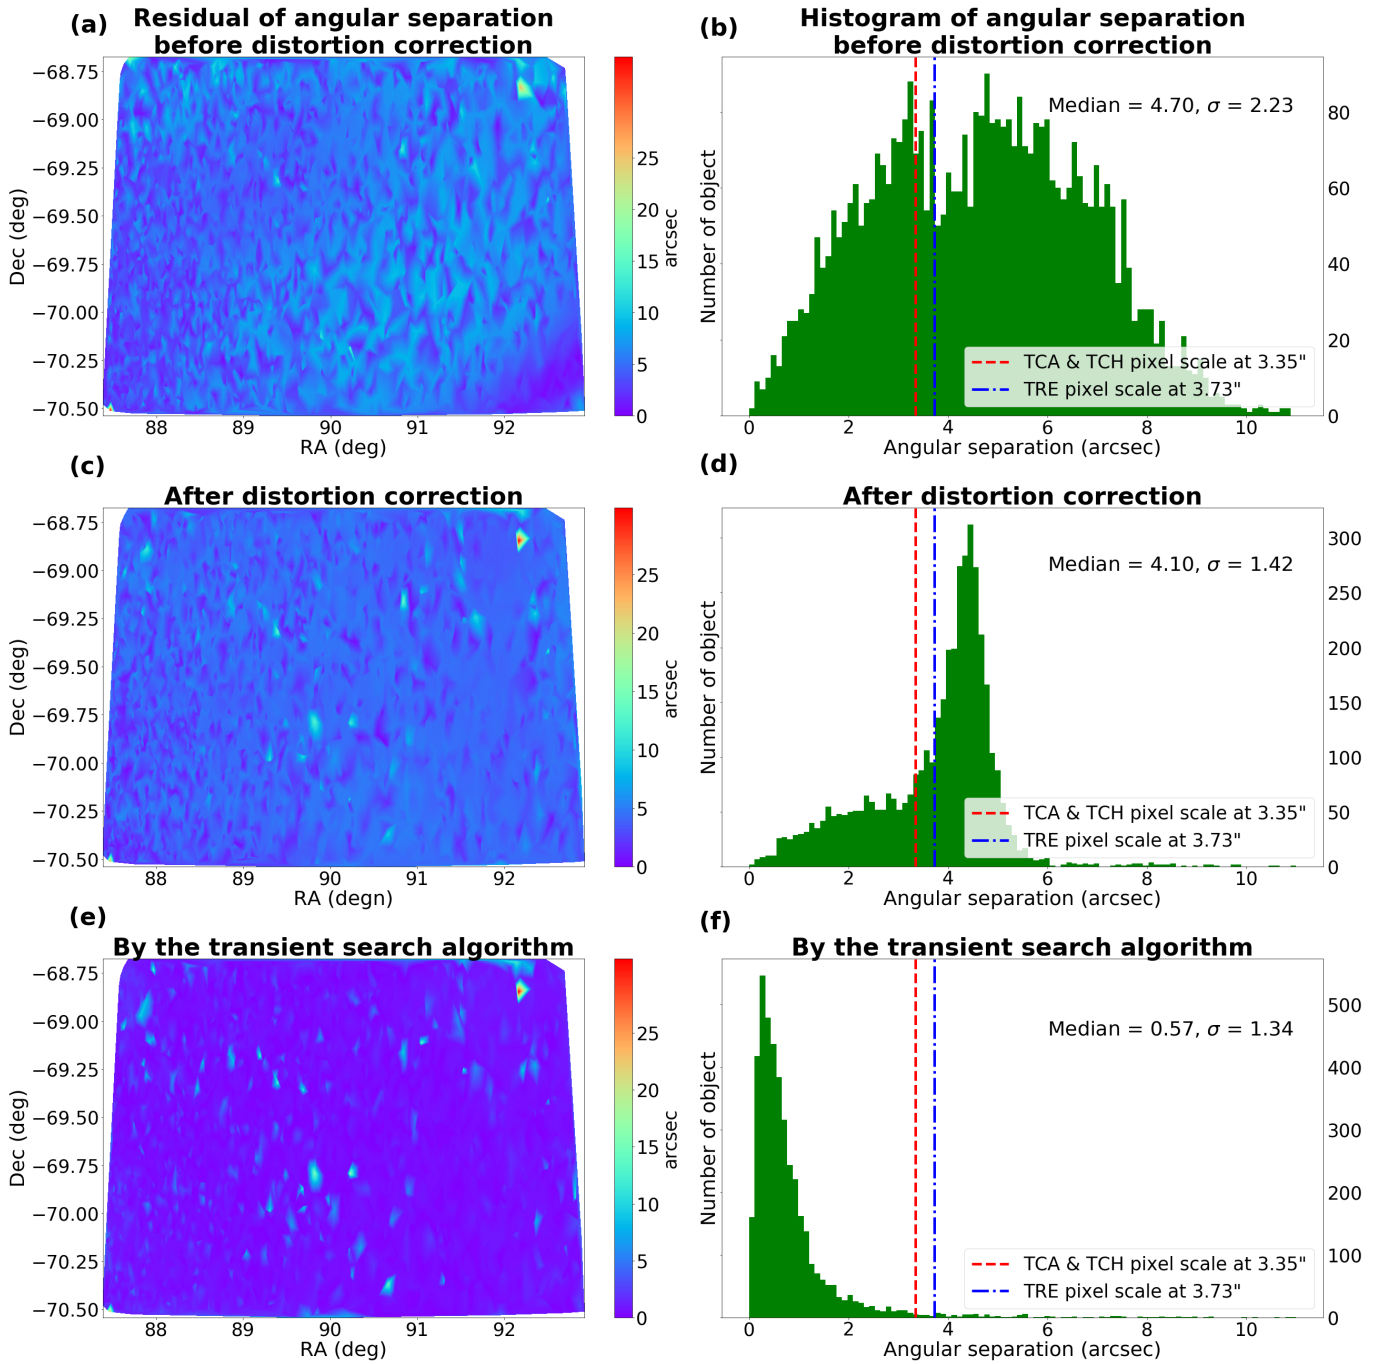 (a)
Residual of angular separation
before distortion correction
−68.75
−69.00
−69.25
−69.50
−69.75
−70.00
−70.25
−70.50
Dec (deg)
88 89 90 91 92
RA (deg)
25
20
15
10
5
0
arcsec
(b)
Histogram of angular separation
before distortion correction
Median = 4.70, σ = 2.23
Number of object
80
60
40
20
0
TCA & TCH pixel scale at 3.35"
TRE pixel scale at 3.73"
0 2 4 6 8 10
Angular separation (arcsec)
(c)
After distortion correction
−68.75
−69.00
−69.25
−69.50
−69.75
−70.00
−70.25
−70.50
Dec (deg)
88 89 90 91 92
RA (degn)
25
20
15
10
5
0
arcsec
(d)
After distortion correction
Median = 4.10, σ = 1.42
Number of object
300
250
200
150
100
50
0
TCA & TCH pixel scale at 3.35"
TRE pixel scale at 3.73"
0 2 4 6 8 10
Angular separation (arcsec)
(e)
By the transient search algorithm
−68.75
−69.00
−69.25
−69.50
−69.75
−70.00
−70.25
−70.50
Dec (deg)
88 89 90 91 92
RA (deg)
25
20
15
10
5
0
arcsec
(f)
By the transient search algorithm
Median = 0.57, σ = 1.34
Number of object
500
400
300
200
100
0
TCA & TCH pixel scale at 3.35"
TRE pixel scale at 3.73"
0 2 4 6 8 10
Angular separation (arcsec)